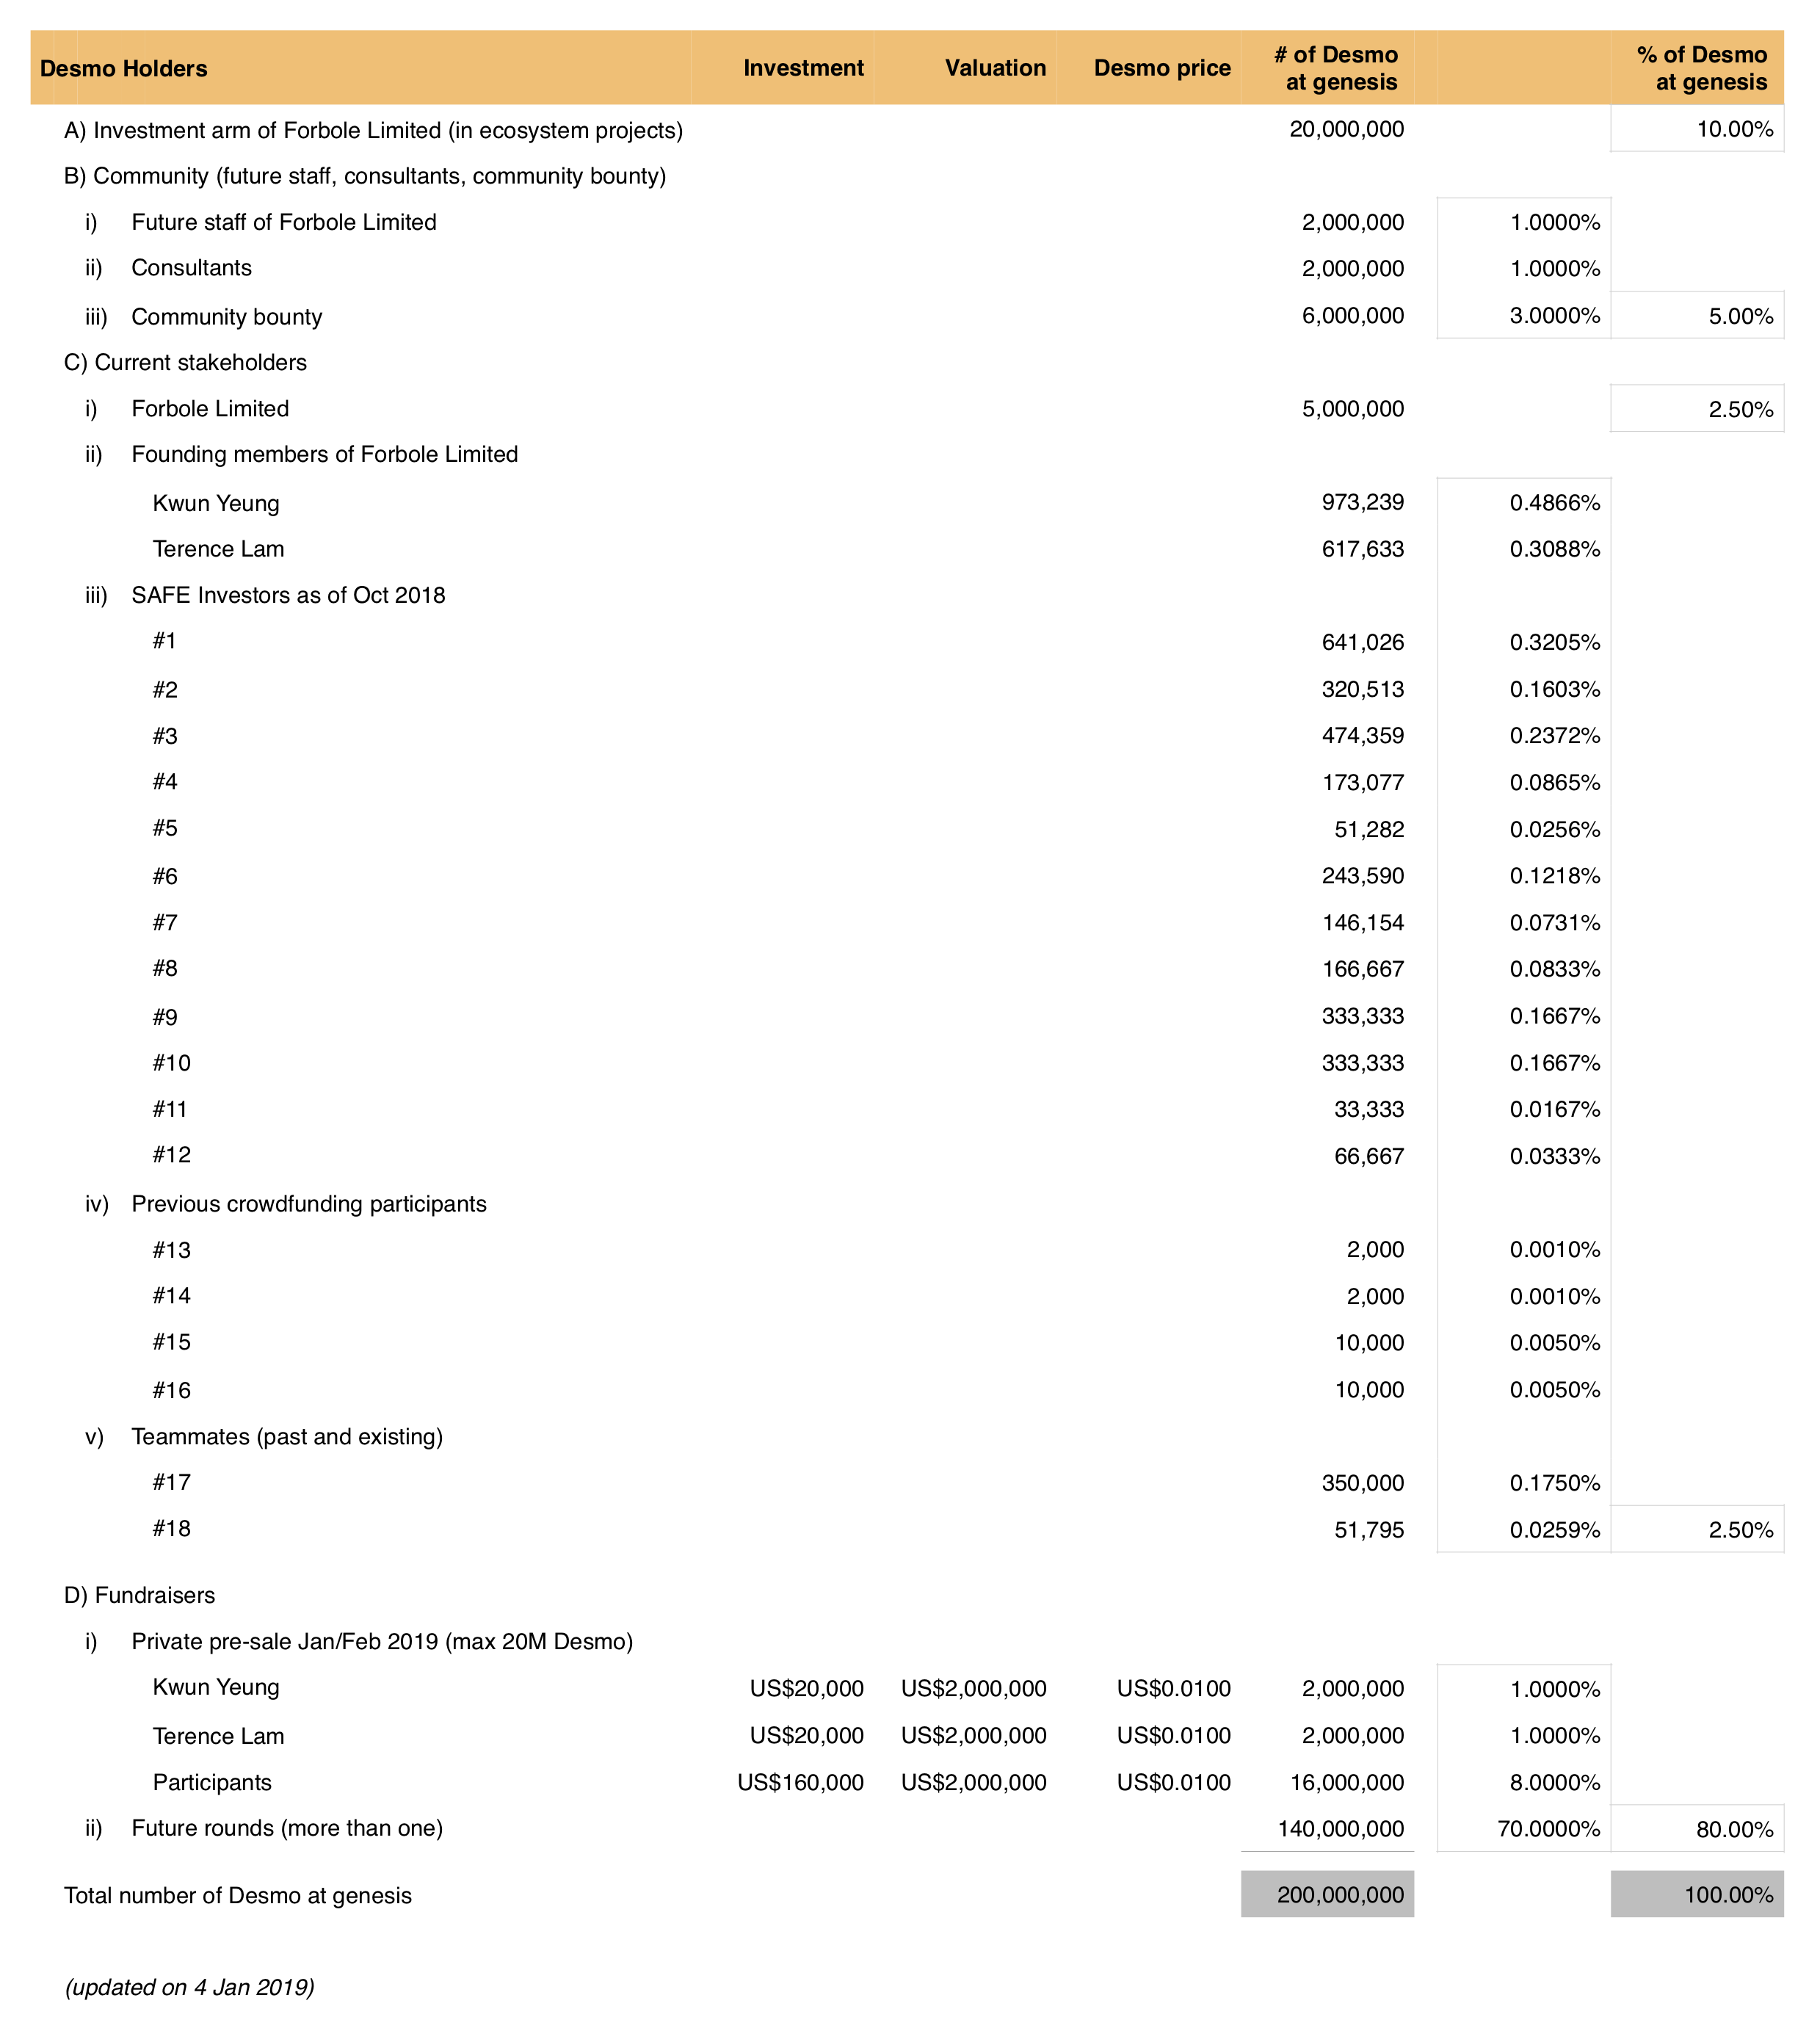 Desmo Holders Investment Valuation Desmo price # of Desmo at genesis % of Desmo at genesis
A) Investment arm of Forbole Limited (in ecosystem projects) 20,000,000 10.00%
B) Community (future staff, consultants, community bounty)
i) Future staff of Forbole Limited 2,000,000 1.0000%
ii) Consultants 2,000,000 1.0000%
iii) Community bounty 6,000,000 3.0000% 5.00%
C) Current stakeholders
i) Forbole Limited 5,000,000 2.50%
ii) Founding members of Forbole Limited
Kwun Yeung 973,239 0.4866%
Terence Lam 617,633 0.3088%
iii) SAFE Investors as of Oct 2018
#1 641,026 0.3205%
#2 320,513 0.1603%
#3 474,359 0.2372%
#4 173,077 0.0865%
#5 51,282 0.0256%
#6 243,590 0.1218%
#7 146,154 0.0731%
#8 166,667 0.0833%
#9 333,333 0.1667%
#10 333,333 0.1667%
#11 33,333 0.0167%
#12 66,667 0.0333%
iv) Previous crowdfunding participants
#13 2,000 0.0010%
#14 2,000 0.0010%
#15 10,000 0.0050%
#16 10,000 0.0050%
v) Teammates (past and existing)
#17 350,000 0.1750%
#18 51,795 0.0259% 2.50%
D) Fundraisers
i) Private pre-sale Jan/Feb 2019 (max 20M Desmo)
Kwun Yeung US$20,000 US$2,000,000 US$0.0100 2,000,000 1.0000%
Terence Lam US$20,000 US$2,000,000 US$0.0100 2,000,000 1.0000%
Participants US$160,000 US$2,000,000 US$0.0100 16,000,000 8.0000%
ii) Future rounds (more than one) 140,000,000 70.0000% 80.00%
Total number of Desmo at genesis 200,000,000 100.00%
(updated on 4 Jan 2019)